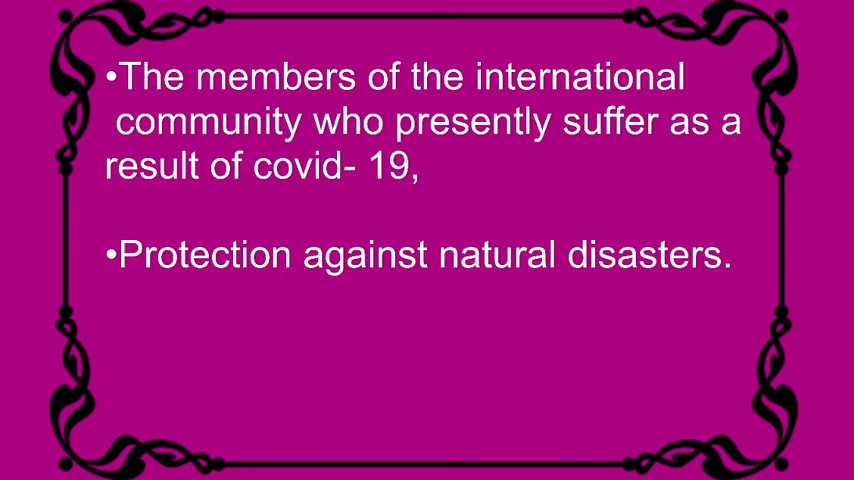 •The members of the international
community who presently suffer as a
result of covid- 19,
•Protection against natural disasters.